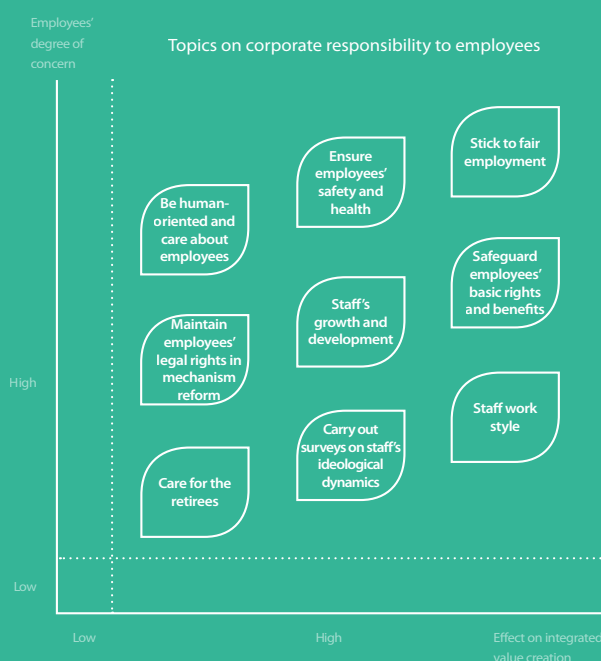 Employees’
degree of
concern
Topics on corporate responsibility to employees
Stick to fair
employment
Ensure
employees’
safety and
health
Be human-
oriented and
care about
employees
Safeguard
employees’
basic rights
and benefits
Staff’s
growth and
development
Maintain
employees’
legal rights in
mechanism
reform
High
Staff work
style
Carry out
surveys on staff’s
ideological
dynamics
Care for the
retirees
Low
Low
High
Effect on integrated
value creation